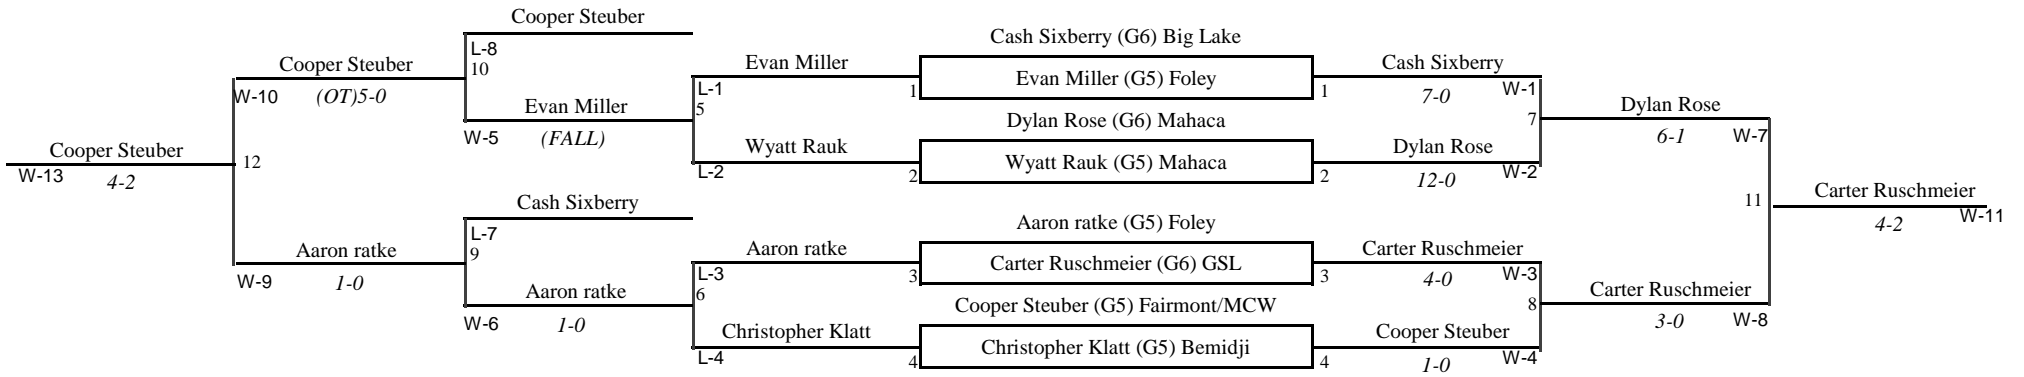 Cooper Steuber
L-8
10
Cooper Steuber
W-10
(OT)5-0
Evan Miller
W-5
(FALL)
Cooper Steuber
W-13
4-2
12
Cash Sixberry
L-7
9
Aaron ratke
W-9
1-0
Aaron ratke
W-6
1-0
Evan Miller
1
L-1
5
Wyatt Rauk
2
L-2
Aaron ratke
3
L-3
6
Christopher Klatt
4
L-4
Cash Sixberry (G6) Big Lake
Evan Miller (G5) Foley
Dylan Rose (G6) Mahaca
Wyatt Rauk (G5) Mahaca
Aaron ratke (G5) Foley
Carter Ruschmeier (G6) GSL
Cooper Steuber (G5) Fairmont/MCW
Christopher Klatt (G5) Bemidji
Cash Sixberry
1
7-0
W-1
7
Dylan Rose
2
12-0
W-2
Carter Ruschmeier
3
4-0
W-3
8
Cooper Steuber
4
1-0
W-4
Dylan Rose
6-1
W-7
11
Carter Ruschmeier
3-0
W-8
Carter Ruschmeier
4-2
W-11